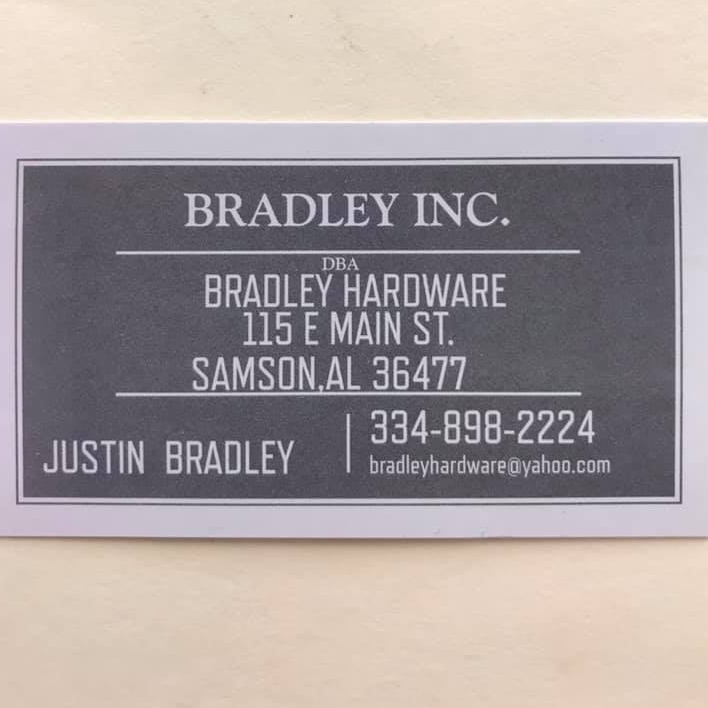 BRADLEY INC.
DBA
BRADLEY HARDWARE
115 E MAIN ST.
SAMSON,AL 36477
JUSTIN BRADLEY
334-898-2224
bradleyhardware@yahoo.com